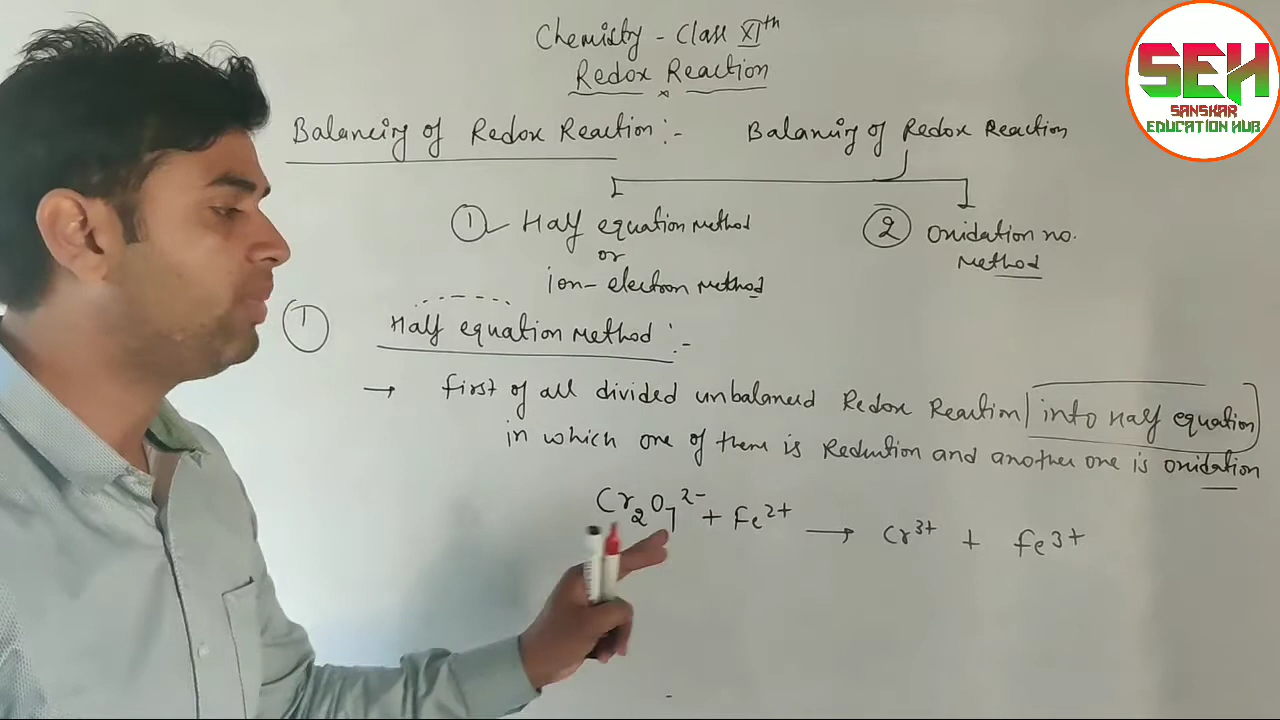 Chemistry - Class XIth
Redox Reaction
Balancing of Redox Reaction :-
Balancing of Redox Reaction
① Half equation Method
or
ion-electron Method
② Oxidation no.
Method
① Half equation Method :-
→ first of all divided unbalanced Redox Reaction into Half equation
in which one of them is Reduction and another one is oxidation
Cr₂O₇²⁻ + Fe²⁺ → Cr³⁺ + Fe³⁺
SEH
SANSKAR
EDUCATION HUB